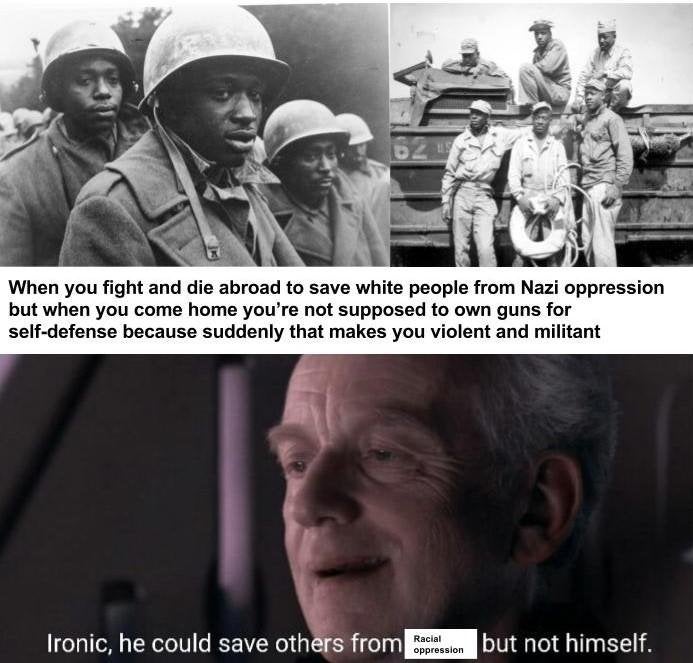 62
When you fight and die abroad to save white people from Nazi oppression
but when you come home you’re not supposed to own guns for
self-defense because suddenly that makes you violent and militant
Ironic, he could save others from Racial oppression but not himself.